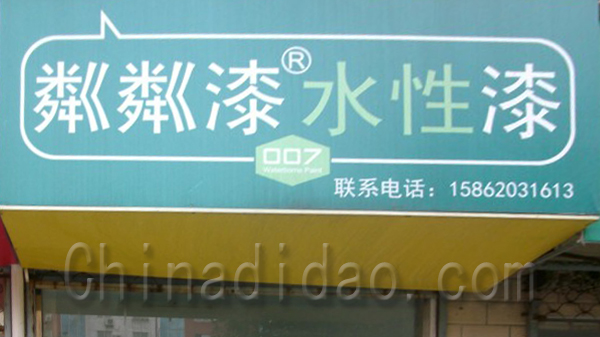 粼粼漆®水性漆
007
Waterborne Paint
联系电话：15862031613
Chinadidao.com